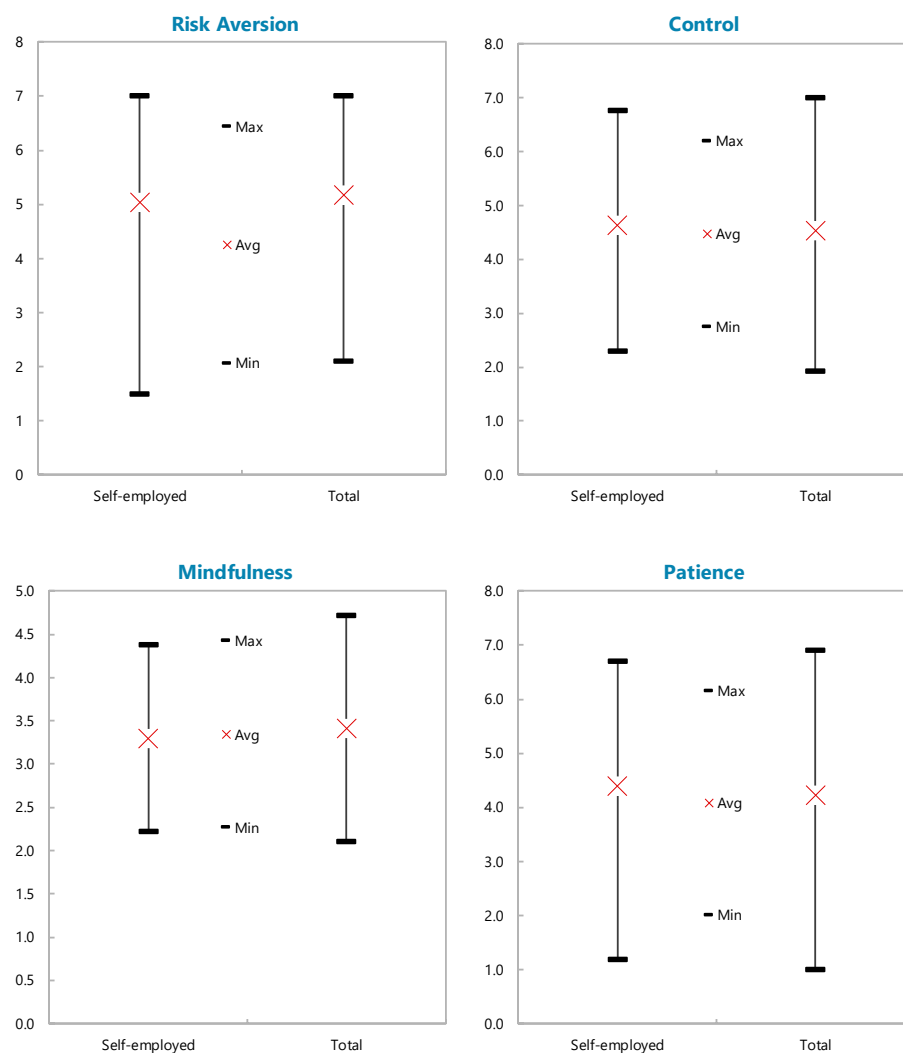 Risk Aversion
8
7
6
5
4
3
2
1
0
Max
Avg
Min
Self-employed Total
Control
8.0
7.0
6.0
5.0
4.0
3.0
2.0
1.0
0.0
Max
Avg
Min
Self-employed Total
Mindfulness
5.0
4.5
4.0
3.5
3.0
2.5
2.0
1.5
1.0
0.5
0.0
Max
Avg
Min
Self-employed Total
Patience
8.0
7.0
6.0
5.0
4.0
3.0
2.0
1.0
0.0
Max
Avg
Min
Self-employed Total